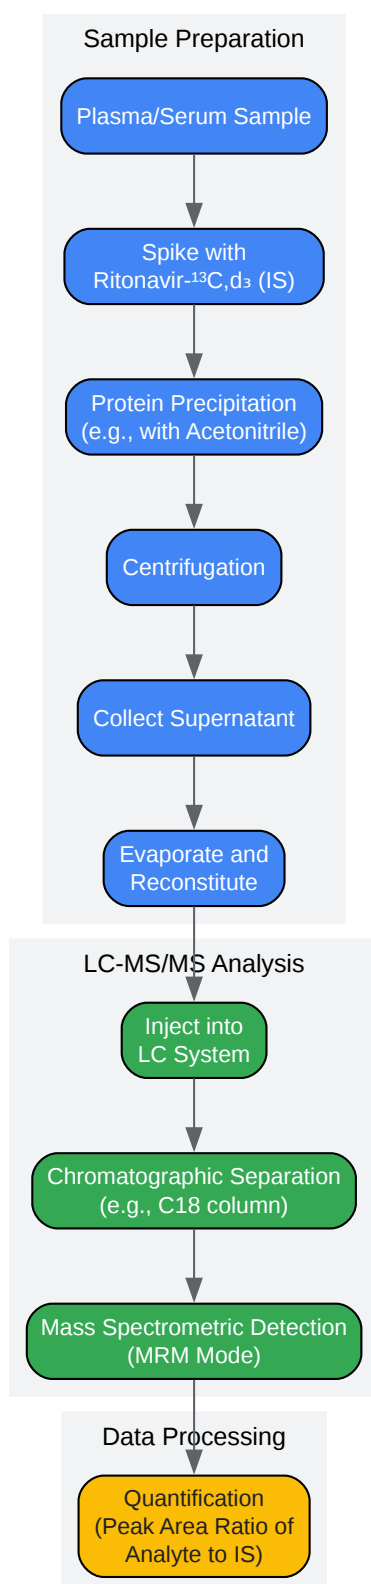 Sample Preparation
Plasma/Serum Sample
Spike with
Ritonavir-¹³C,d₃ (IS)
Protein Precipitation
(e.g., with Acetonitrile)
Centrifugation
Collect Supernatant
Evaporate and
Reconstitute
LC-MS/MS Analysis
Inject into
LC System
Chromatographic Separation
(e.g., C18 column)
Mass Spectrometric Detection
(MRM Mode)
Data Processing
Quantification
(Peak Area Ratio of
Analyte to IS)